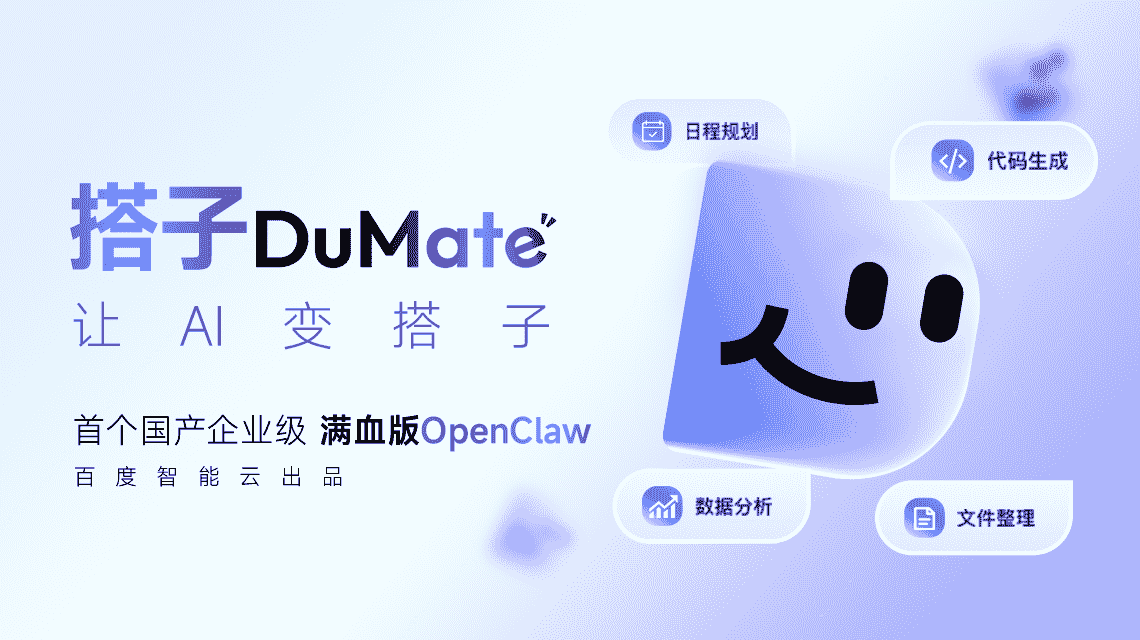 搭子DuMate
让AI变搭子
首个国产企业级 满血版OpenClaw
百度智能云出品
日程规划
代码生成
数据分析
文件整理